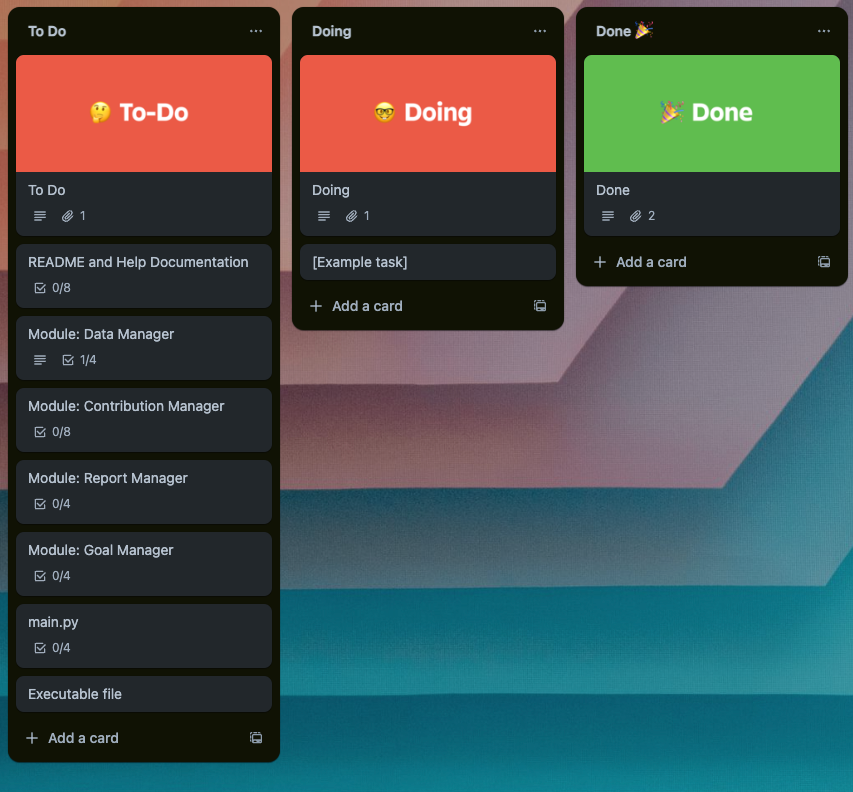 To Do
🤔 To-Do
To Do
1
README and Help Documentation
0/8
Module: Data Manager
1/4
Module: Contribution Manager
0/8
Module: Report Manager
0/4
Module: Goal Manager
0/4
main.py
0/4
Executable file
+ Add a card
Doing
🤓 Doing
Doing
1
[Example task]
+ Add a card
Done 🎉
🎉 Done
Done
2
+ Add a card